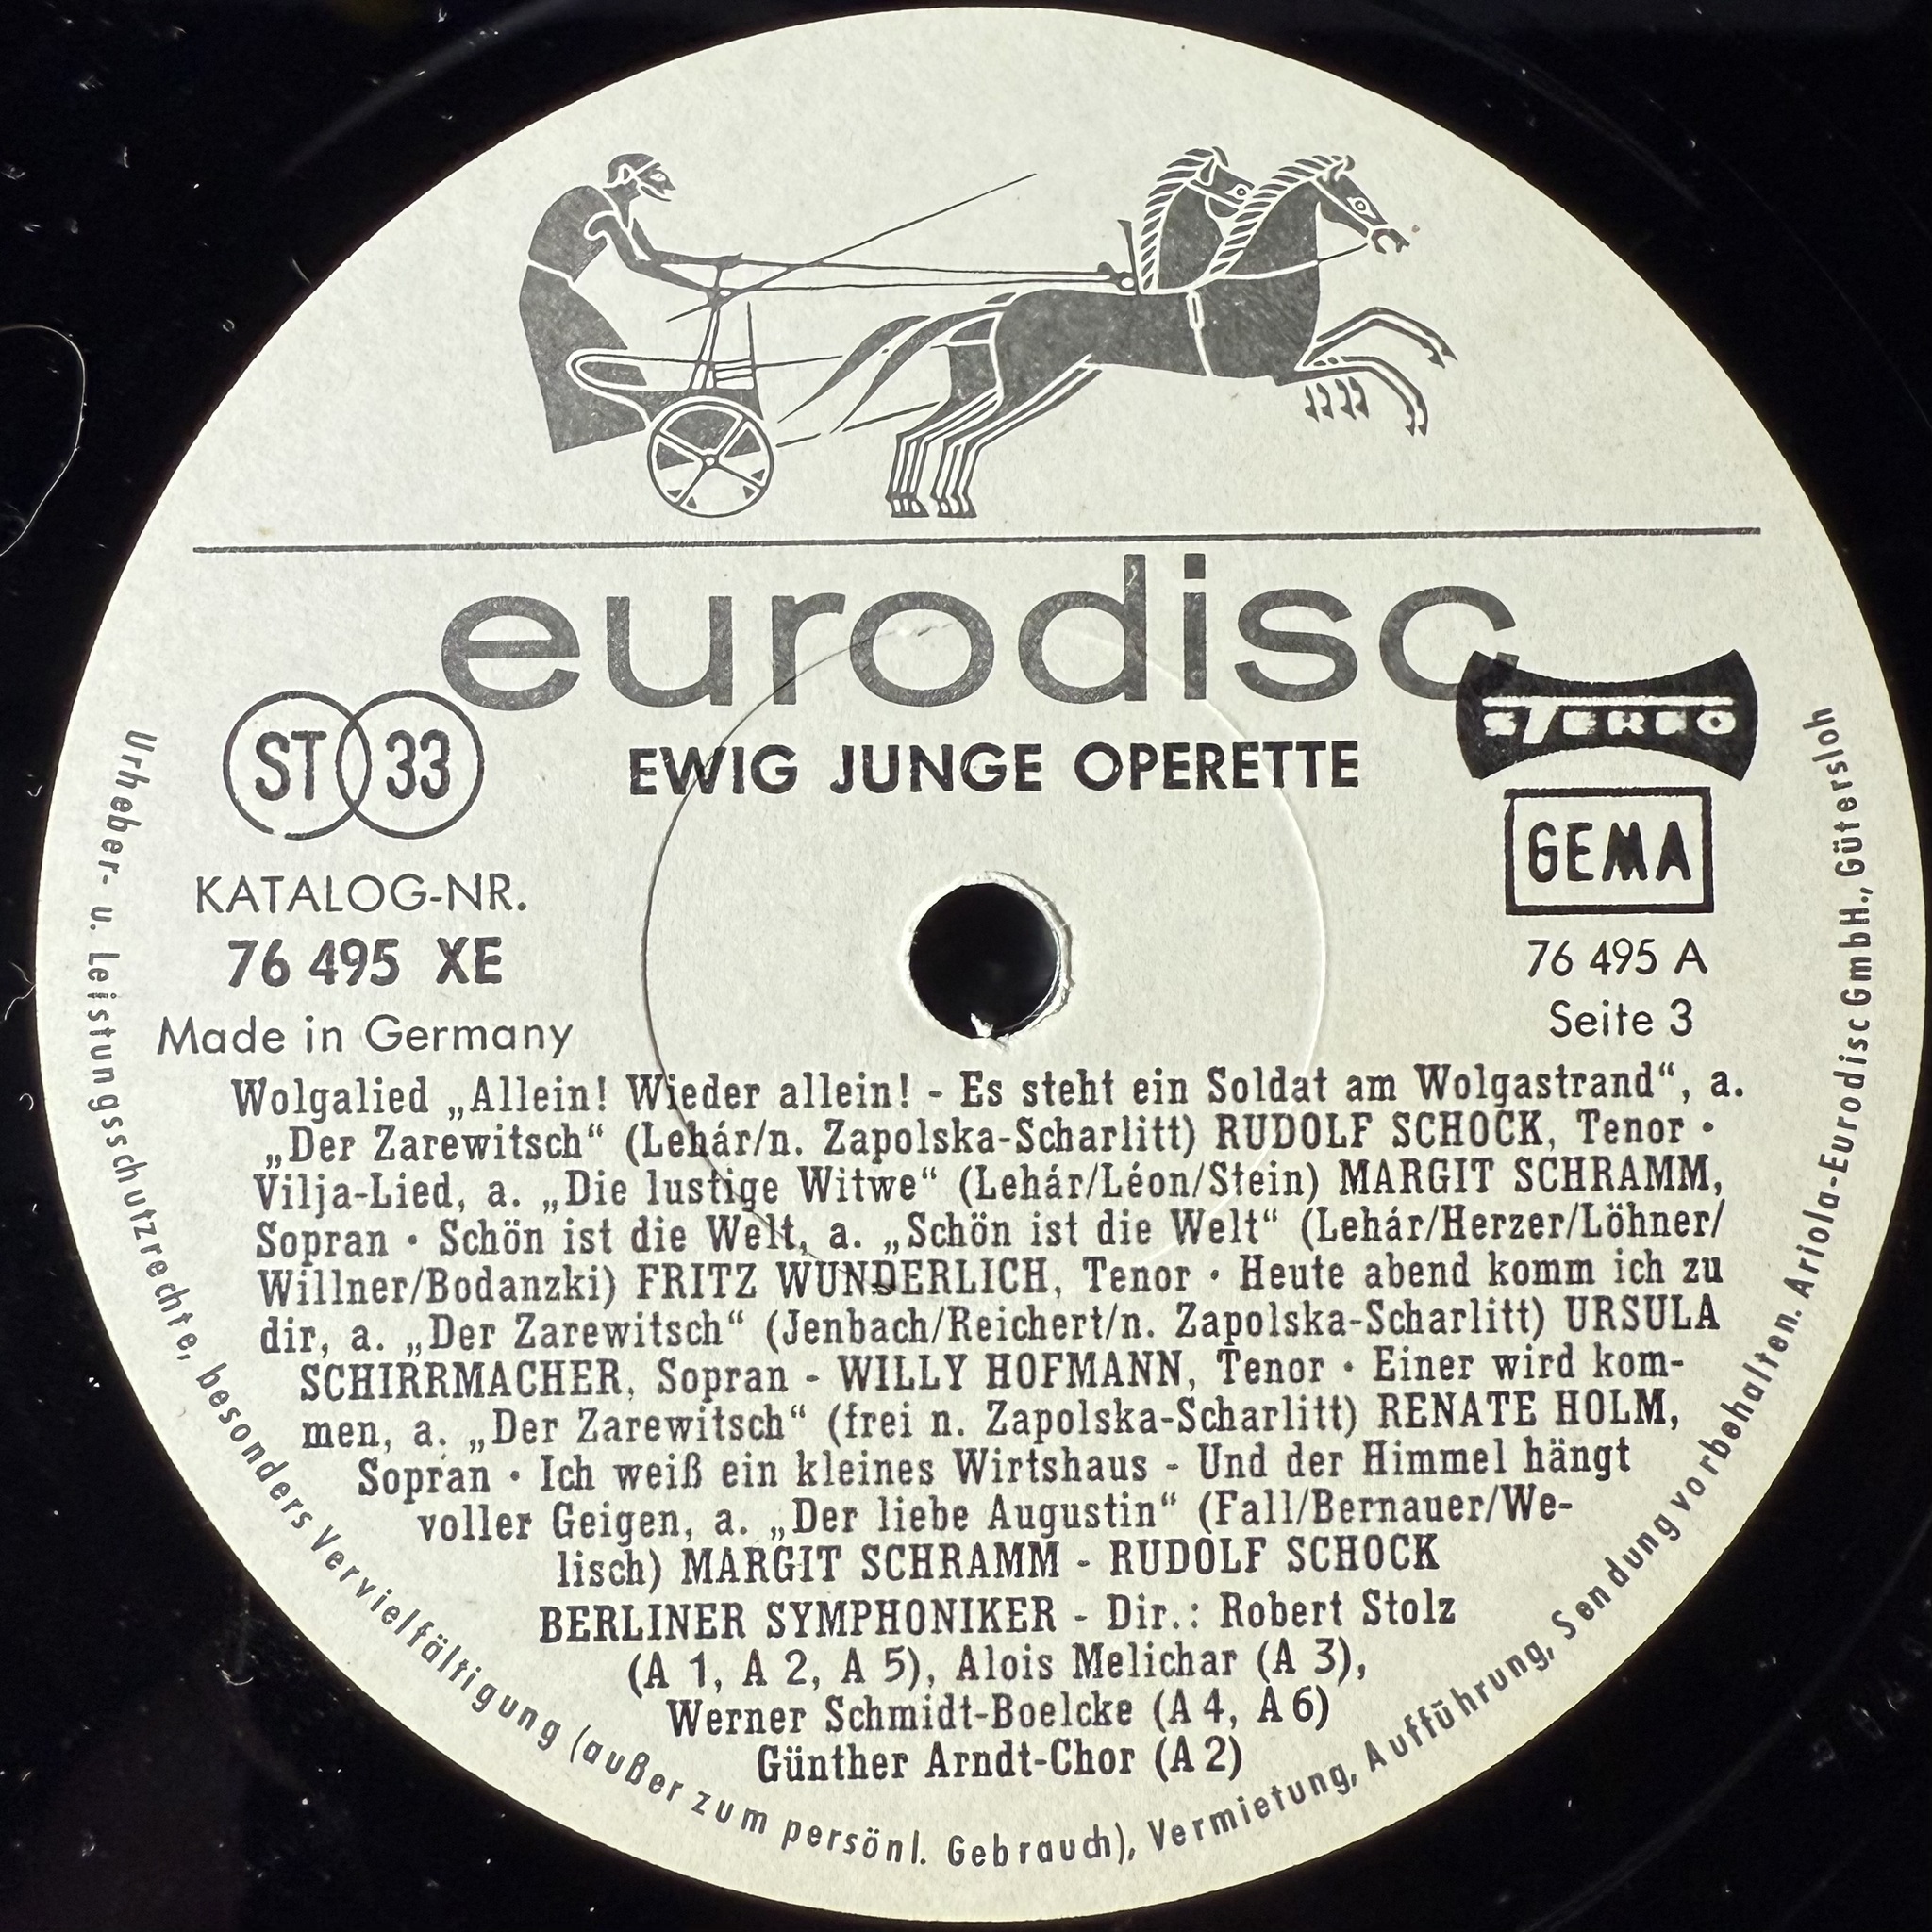 eurodisc
ST 33
EWIG JUNGE OPERETTE
STEREO
GEMA
KATALOG-NR.
76 495 XE
76 495 A
Made in Germany
Seite 3
Wolgalied „Allein! Wieder allein! - Es steht ein Soldat am Wolgastrand“, a.
„Der Zarewitsch“ (Lehár/n. Zapolska-Scharlitt) RUDOLF SCHOCK, Tenor ·
Vilja-Lied, a. „Die lustige Witwe“ (Lehár/Léon/Stein) MARGIT SCHRAMM,
Sopran · Schön ist die Welt, a. „Schön ist die Welt“ (Lehár/Herzer/Löhner/
Willner/Bodanzki) FRITZ WUNDERLICH, Tenor · Heute abend komm ich zu
dir, a. „Der Zarewitsch“ (Jenbach/Reichert/n. Zapolska-Scharlitt) URSULA
SCHIRRMACHER, Sopran - WILLY HOFMANN, Tenor · Einer wird kom-
men, a. „Der Zarewitsch“ (frei n. Zapolska-Scharlitt) RENATE HOLM,
Sopran · Ich weiß ein kleines Wirtshaus - Und der Himmel hängt
voller Geigen, a. „Der liebe Augustin“ (Fall/Bernauer/We-
lisch) MARGIT SCHRAMM - RUDOLF SCHOCK
BERLINER SYMPHONIKER - Dir.: Robert Stolz
(A 1, A 2, A 5), Alois Melichar (A 3),
Werner Schmidt-Boelcke (A 4, A 6)
Günther Arndt-Chor (A 2)
Urheber- u. Leistungsschutzrechte, besonders Vervielfältigung (außer zum persönl. Gebrauch), Vermietung, Aufführung, Sendung vorbehalten. Ariola-Eurodisc GmbH., Gütersloh